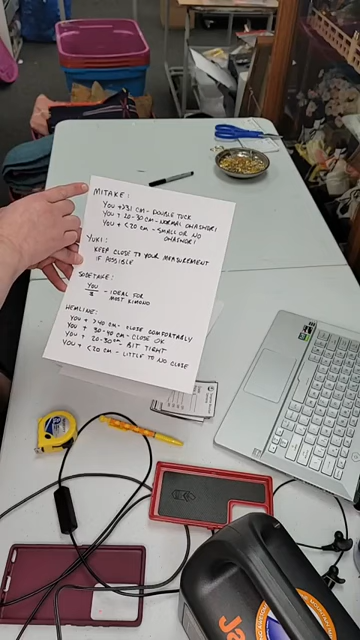 MITAKE:
YOU +>31 CM - DOUBLE TUCK
YOU + 20-30 CM - NORMAL OHASHORI
YOU + <20 CM - SMALL OR NO
OHASHORI
YUKI:
KEEP CLOSE TO YOUR MEASUREMENT
IF POSSIBLE
SODETAKE:
YOU
- IDEAL FOR
MOST KIMONO
HEMLINE:
YOU + >40 CM - CLOSE COMFORTABLY
YOU + 30-40 CM - CLOSE OK
YOU + 20-30 CM - BIT TIGHT
YOU + <20 CM - LITTLE TO NO CLOSE
Ja